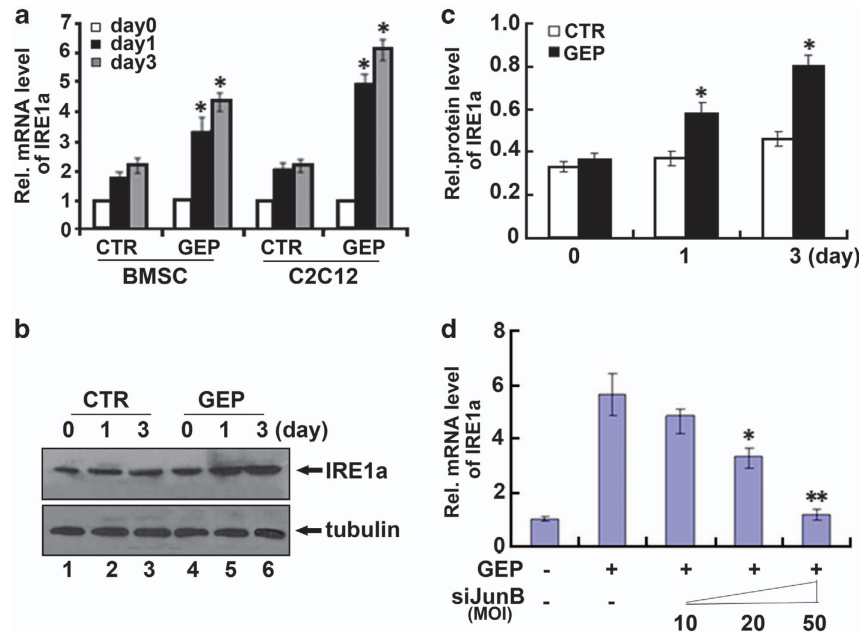 a
Rel. mRNA level
of IRE1a
7
6
5
4
3
2
1
0
day0
day1
day3
* * * *
CTR GEP CTR GEP
BMSC C2C12
b
CTR GEP
0 1 3 0 1 3 (day)
IRE1a
tubulin
1 2 3 4 5 6
c
Rel.protein level
of IRE1a
1.0
0.8
0.6
0.4
0.2
0
CTR
GEP
* *
0 1 3 (day)
d
Rel. mRNA level
of IRE1a
8
6
4
2
0
* **
GEP - + + + +
siJunB - -
(MOI) 10 20 50